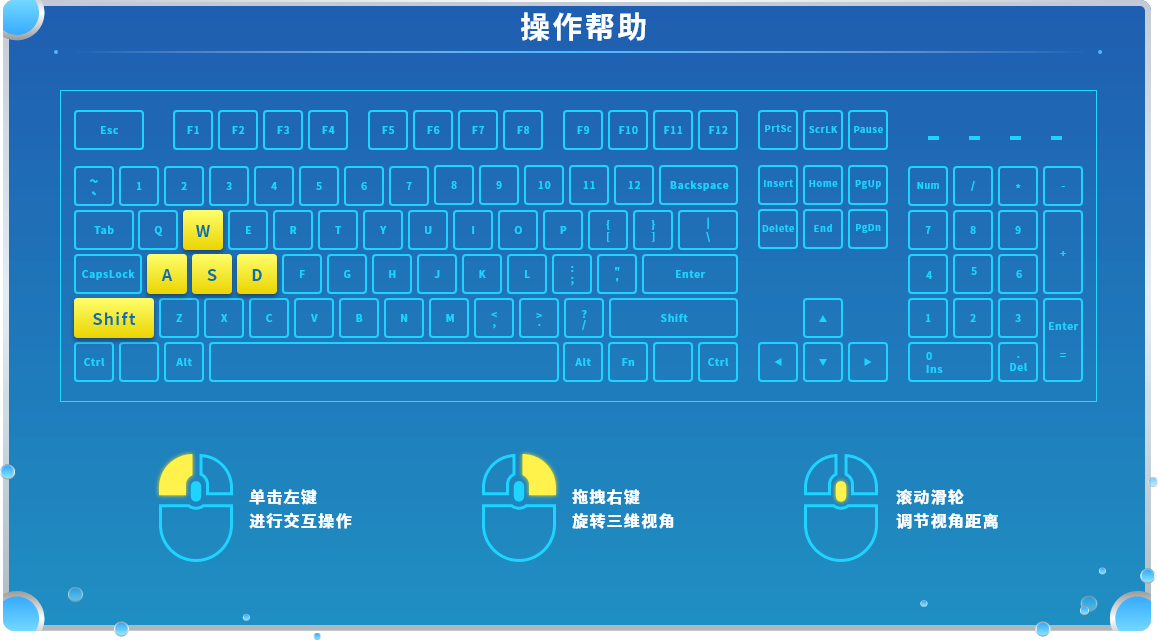 操作帮助
Esc F1 F2 F3 F4 F5 F6 F7 F8 F9 F10 F11 F12 PrtSc ScrLK Pause
~ 1 2 3 4 5 6 7 8 9 10 11 12 Backspace Insert Home PgUp Num / * -
、
Tab Q W E R T Y U I O P { } | Delete End PgDn 7 8 9 +
[ ] \
CapsLock A S D F G H J K L : " Enter 4 5 6
; '
Shift Z X C V B N M < > ? Shift ▲ 1 2 3 Enter
, . / =
Ctrl Alt Alt Fn Ctrl ◀ ▼ ▶ 0 .
Ins Del
单击左键
进行交互操作
拖拽右键
旋转三维视角
滚动滑轮
调节视角距离